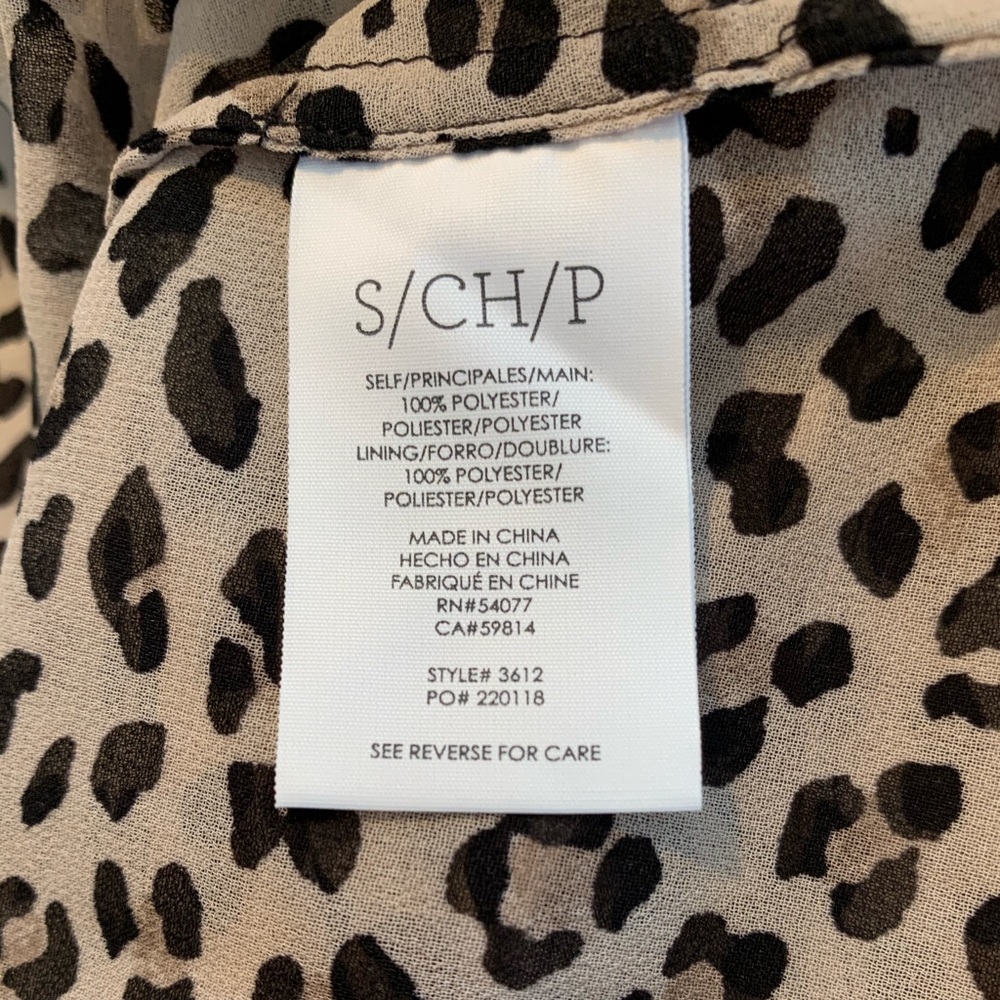 S/CH/P
SELF/PRINCIPALES/MAIN:
100% POLYESTER/
POLIESTER/POLYESTER
LINING/FORRO/DOUBLURE:
100% POLYESTER/
POLIESTER/POLYESTER
MADE IN CHINA
HECHO EN CHINA
FABRIQUÉ EN CHINE
RN#54077
CA#59814
STYLE# 3612
PO# 220118
SEE REVERSE FOR CARE